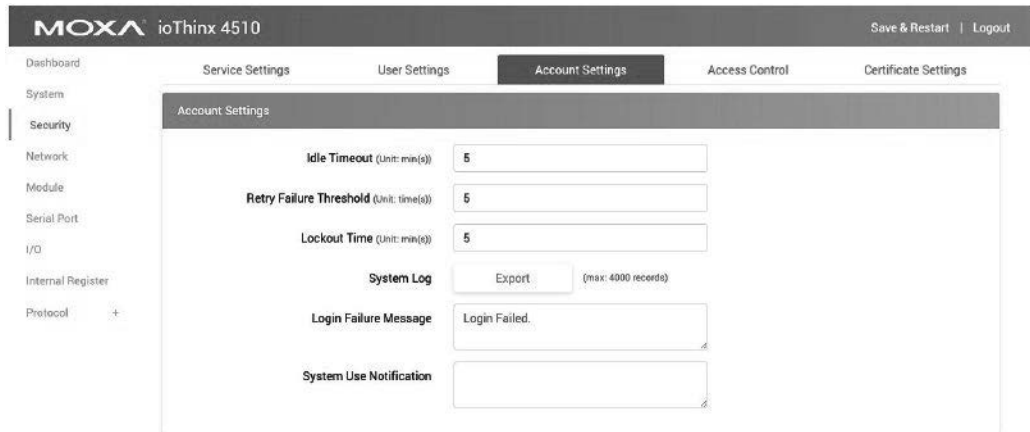 MOXA ioThinx 4510 Save & Restart | Logout
Dashboard
System
Security
Network
Module
Serial Port
I/O
Internal Register
Protocol +
Service Settings User Settings Account Settings Access Control Certificate Settings
Account Settings
Idle Timeout (Unit: min(s)) 5
Retry Failure Threshold (Unit: time(s)) 5
Lockout Time (Unit: min(s)) 5
System Log Export (max: 4000 records)
Login Failure Message Login Failed.
System Use Notification